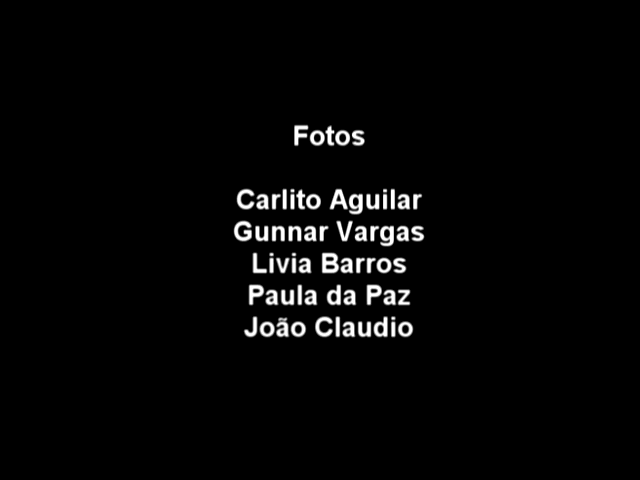 Fotos
Carlito Aguilar
Gunnar Vargas
Livia Barros
Paula da Paz
João Claudio